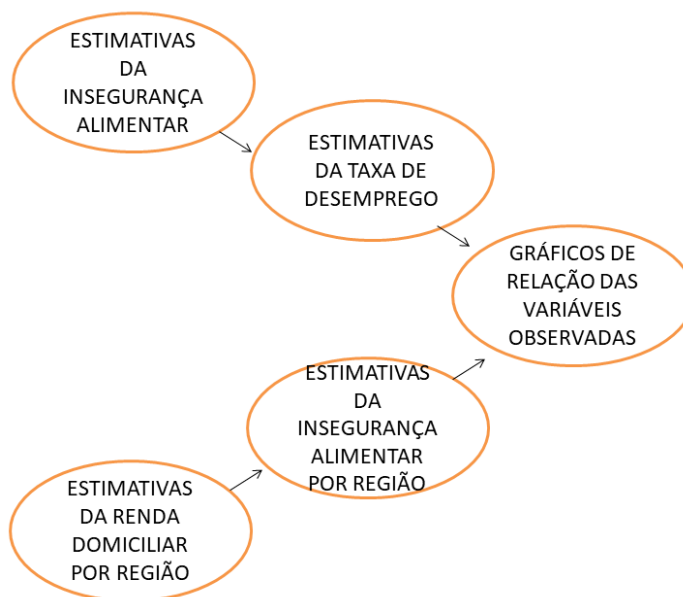 ESTIMATIVAS
DA
INSEGURANÇA
ALIMENTAR
ESTIMATIVAS
DA TAXA DE
DESEMPREGO
GRÁFICOS DE
RELAÇÃO DAS
VARIÁVEIS
OBSERVADAS
ESTIMATIVAS
DA
INSEGURANÇA
ALIMENTAR
POR REGIÃO
ESTIMATIVAS
DA RENDA
DOMICILIAR
POR REGIÃO